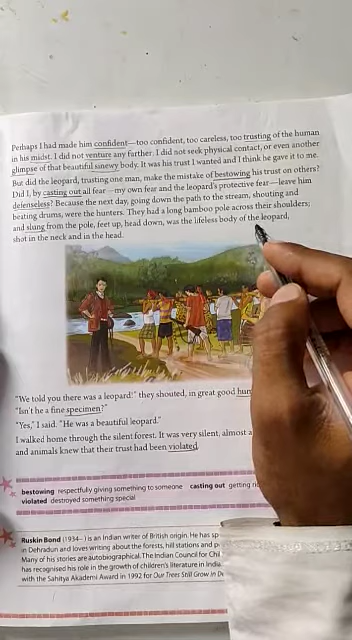 Perhaps I had made him confident—too confident, too careless, too trusting of the human
in his midst. I did not venture any further. I did not seek physical contact, or even another
glimpse of that beautiful sinewy body. It was his trust I wanted and I think he gave it to me.
But did the leopard, trusting one man, make the mistake of bestowing his trust on others?
Did I, by casting out all fear—my own fear and the leopard's protective fear—leave him
defenseless? Because the next day, going down the path to the stream, shouting and
beating drums, were the hunters. They had a long bamboo pole across their shoulders;
and slung from the pole, feet up, head down, was the lifeless body of the leopard,
shot in the neck and in the head.
"We told you there was a leopard!" they shouted, in great good
"Isn't he a fine specimen?"
"Yes," I said. "He was a beautiful leopard."
I walked home through the silent forest. It was very silent, almost a
and animals knew that their trust had been violated.
bestowing respectfully giving something to someone casting out getting
violated destroyed something special
Ruskin Bond (1934– ) is an Indian writer of British origin. He has
in Dehradun and loves writing about the forests, hill stations and
Many of his stories are autobiographical. The Indian Council for
has recognised his role in the growth of children's literature in India
with the Sahitya Akademi Award in 1992 for Our Trees Still Grow in